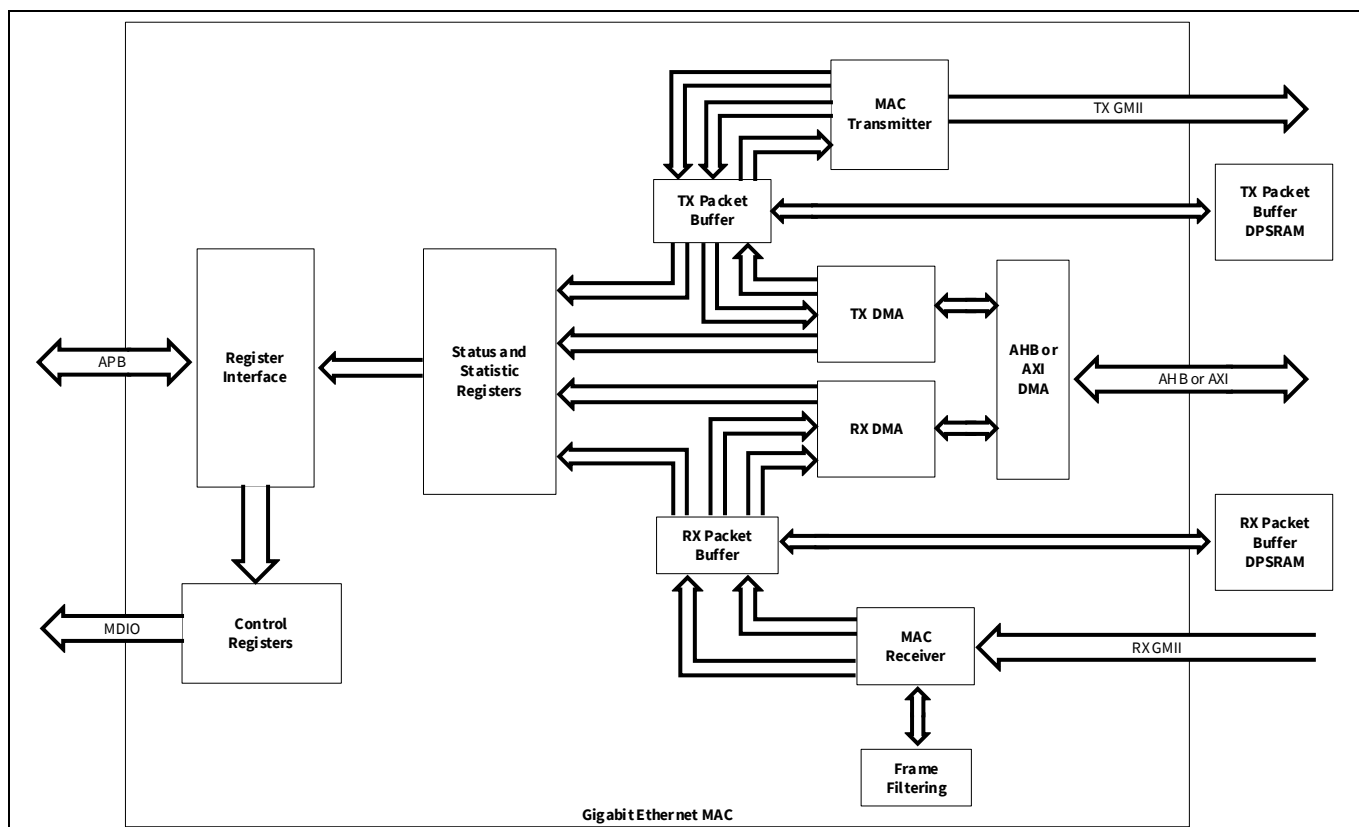 MAC
Transmitter
TX GMII
TX Packet
Buffer
TX Packet
Buffer
DPSRAM
APB
Register
Interface
Status and
Statistic
Registers
TX DMA
RX DMA
AHB or
AXI
DMA
AHB or AXI
RX Packet
Buffer
RX Packet
Buffer
DPSRAM
MDIO
Control
Registers
MAC
Receiver
RX GMII
Frame
Filtering
Gigabit Ethernet MAC